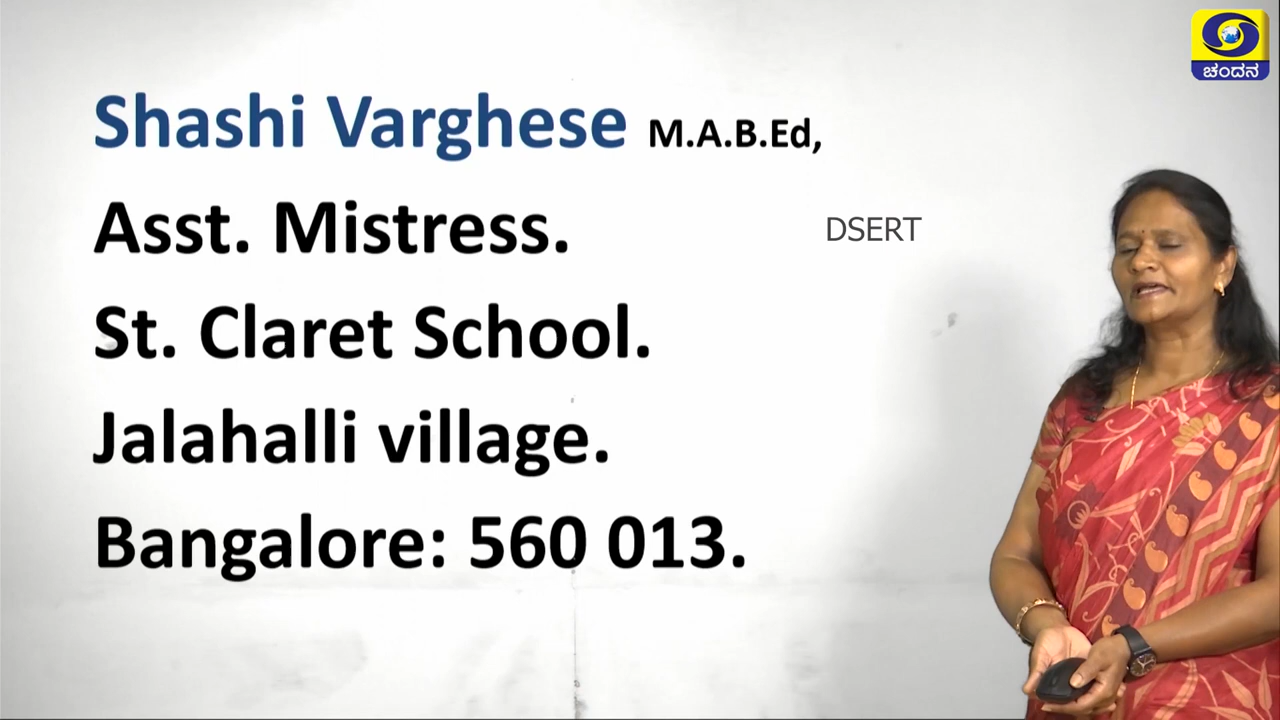 ಚಂದನ
Shashi Varghese M.A.B.Ed,
Asst. Mistress.
DSERT
St. Claret School.
Jalahalli village.
Bangalore: 560 013.